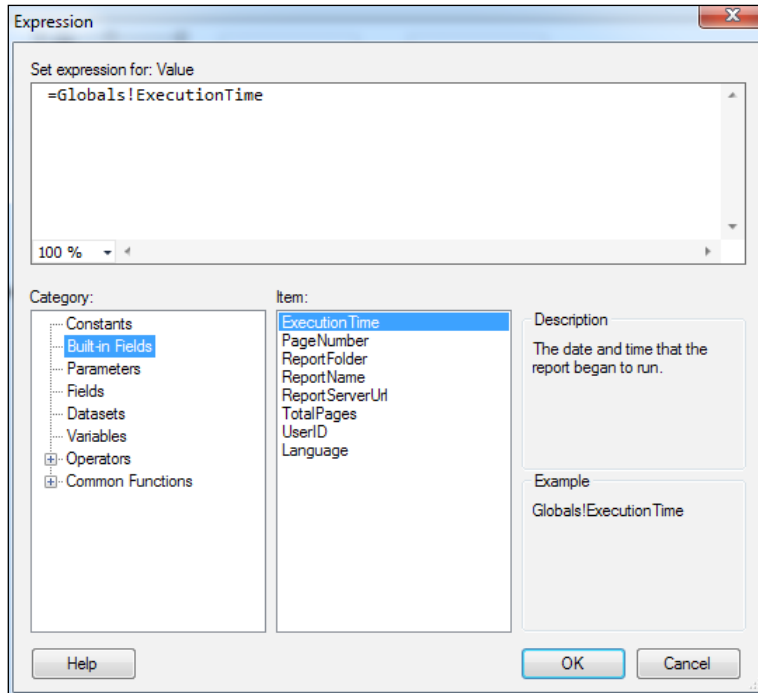 Expression
Set expression for: Value
=Globals!ExecutionTime
100 %
Category:
Constants
Built-in Fields
Parameters
Fields
Datasets
Variables
Operators
Common Functions
Item:
ExecutionTime
PageNumber
ReportFolder
ReportName
ReportServerUrl
TotalPages
UserID
Language
Description
The date and time that the
report began to run.
Example
Globals!ExecutionTime
Help
OK
Cancel